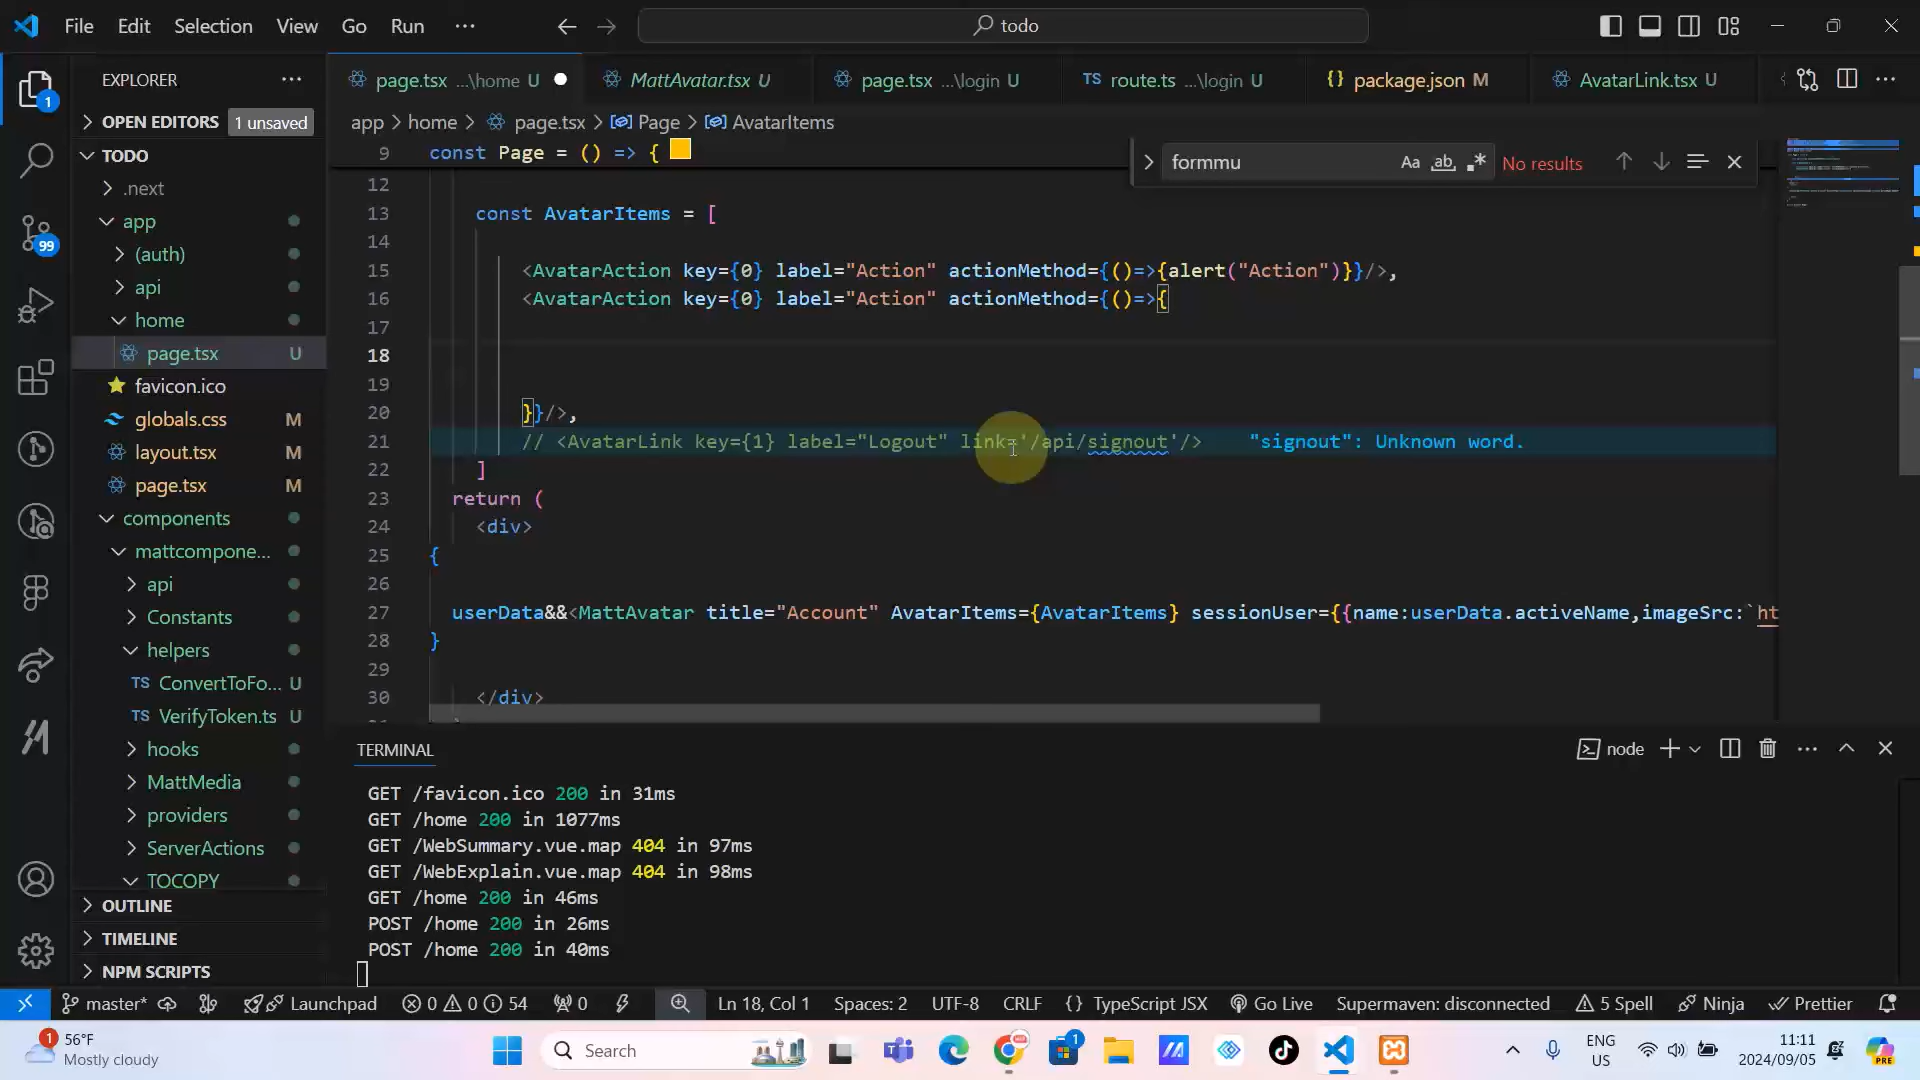 File Edit Selection View Go Run ··· todo
EXPLORER
OPEN EDITORS 1 unsaved
TODO
.next
app
(auth)
api
home
page.tsx U
favicon.ico
globals.css M
layout.tsx M
page.tsx M
components
mattcompone...
api
Constants
helpers
TS ConvertToFo... U
TS VerifyToken.ts U
hooks
MattMedia
providers
ServerActions
TOCOPY
OUTLINE
TIMELINE
NPM SCRIPTS
1
99
page.tsx ...\home U
MattAvatar.tsx U
page.tsx ...\login U
TS route.ts ...\login U
{} package.json M
AvatarLink.tsx U
app > home > page.tsx > Page > AvatarItems
formmu Aa ab .* No results
9 const Page = () => {
12
13 const AvatarItems = [
14
15 <AvatarAction key={0} label="Action" actionMethod={()=>{alert("Action")}}/>,
16 <AvatarAction key={0} label="Action" actionMethod={()=>{
17
18
19
20 }}/>,
21 // <AvatarLink key={1} label="Logout" link='/api/signout'/> "signout": Unknown word.
22 ]
23 return (
24 <div>
25 {
26
27 userData&&<MattAvatar title="Account" AvatarItems={AvatarItems} sessionUser={{name:userData.activeName,imageSrc:`ht
28 }
29
30 </div>
TERMINAL
node
GET /favicon.ico 200 in 31ms
GET /home 200 in 1077ms
GET /WebSummary.vue.map 404 in 97ms
GET /WebExplain.vue.map 404 in 98ms
GET /home 200 in 46ms
POST /home 200 in 26ms
POST /home 200 in 40ms
master* Launchpad 0 0 54 0 Ln 18, Col 1 Spaces: 2 UTF-8 CRLF {} TypeScript JSX Go Live Supermaven: disconnected 5 Spell Ninja Prettier
1
56°F
Mostly cloudy
Search
1
ENG
US
11:11
2024/09/05
PRE